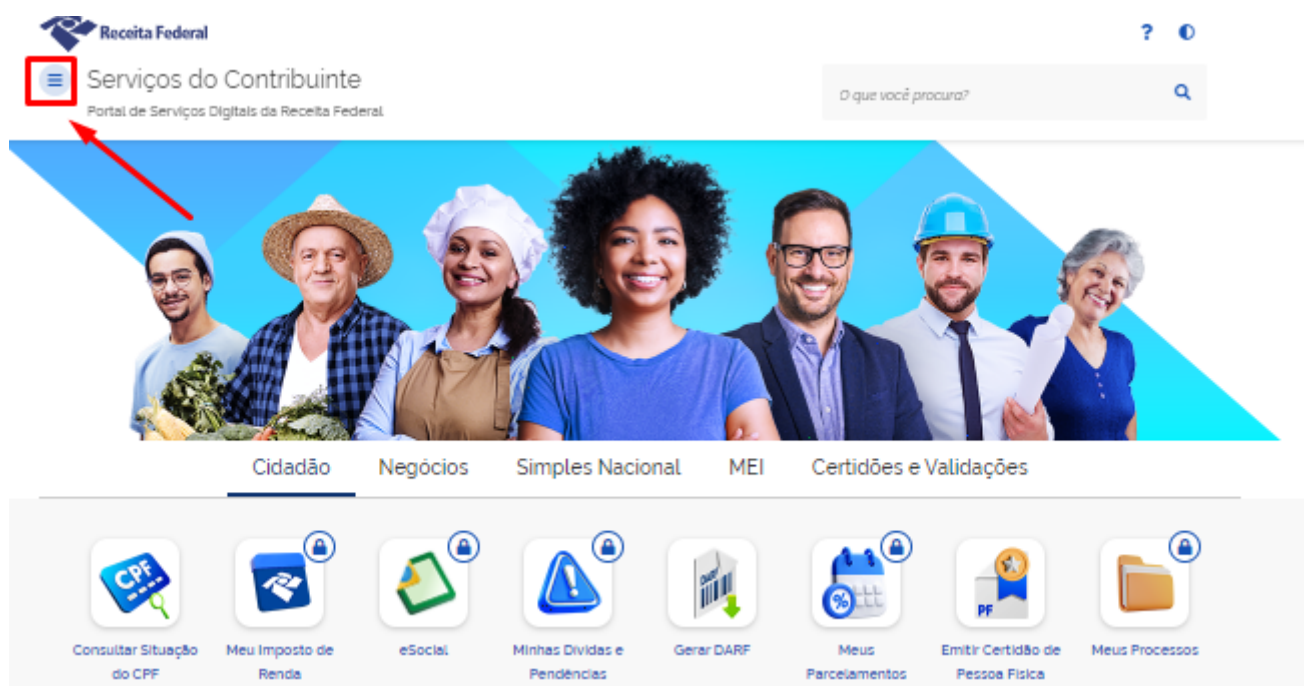 Receita Federal
?
Serviços do Contribuinte
Portal de Serviços Digitais da Receita Federal
O que você procura?
Cidadão Negócios Simples Nacional MEI Certidões e Validações
CPF
DARF
%
PF
Consultar Situação do CPF
Meu Imposto de Renda
eSocial
Minhas Dívidas e Pendências
Gerar DARF
Meus Parcelamentos
Emitir Certidão de Pessoa Física
Meus Processos